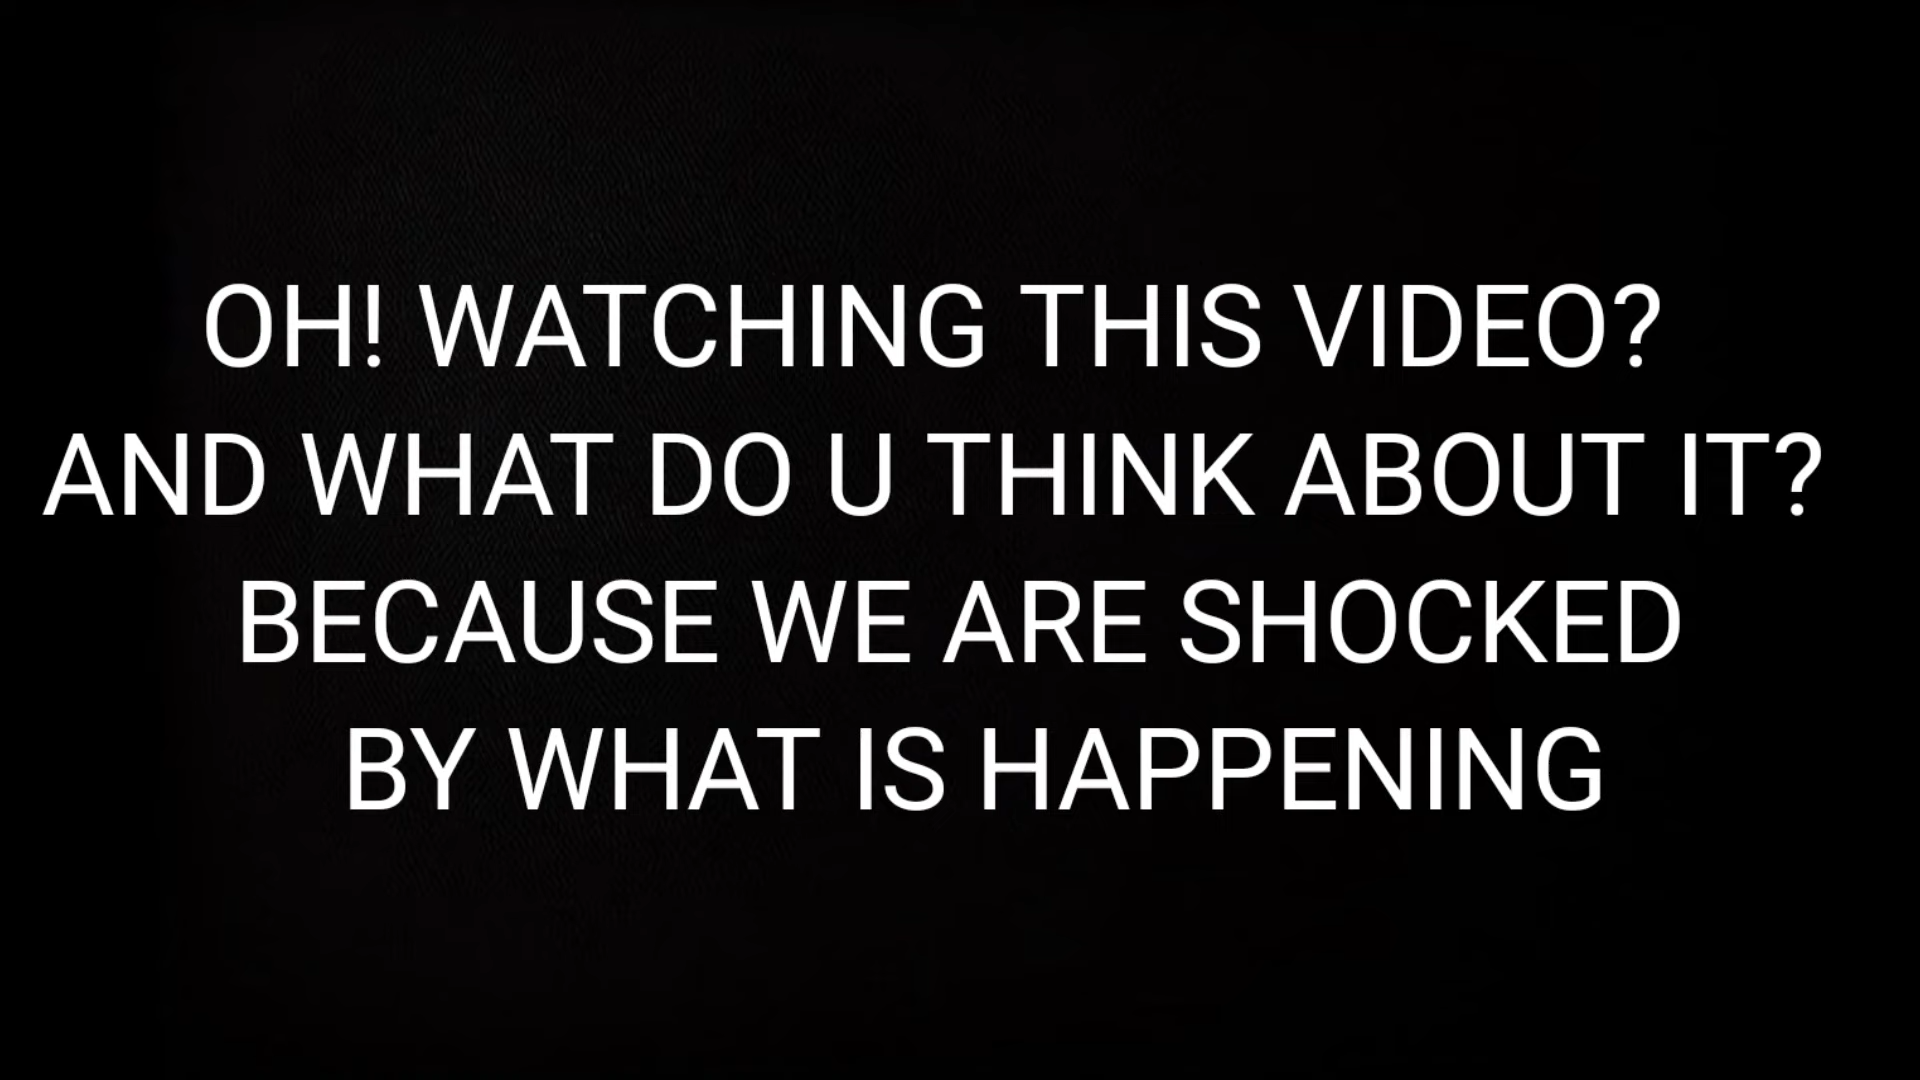 OH! WATCHING THIS VIDEO?
AND WHAT DO U THINK ABOUT IT?
BECAUSE WE ARE SHOCKED
BY WHAT IS HAPPENING